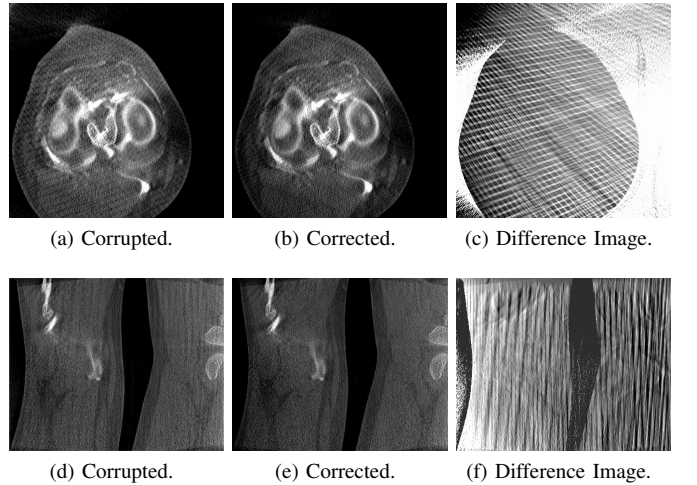 (a) Corrupted. (b) Corrected. (c) Difference Image.
(d) Corrupted. (e) Corrected. (f) Difference Image.